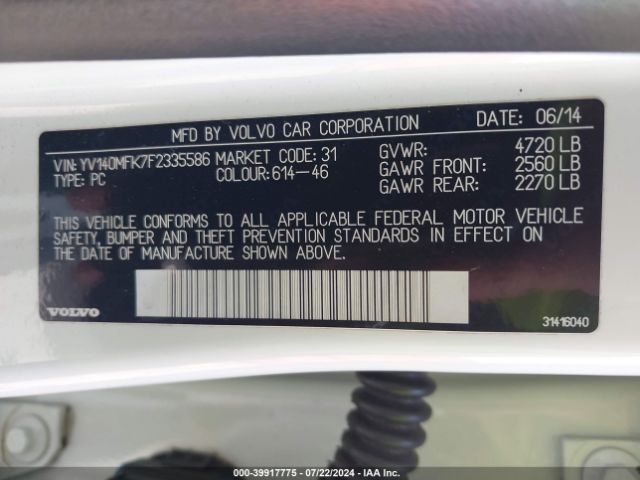 MFD BY VOLVO CAR CORPORATION DATE: 06/14
VIN: YV140MFK7F2335586 MARKET CODE: 31 GVWR: 4720 LB
TYPE: PC COLOUR: 614-46 GAWR FRONT: 2560 LB
GAWR REAR: 2270 LB
THIS VEHICLE CONFORMS TO ALL APPLICABLE FEDERAL MOTOR VEHICLE
SAFETY, BUMPER AND THEFT PREVENTION STANDARDS IN EFFECT ON
THE DATE OF MANUFACTURE SHOWN ABOVE.
VOLVO
31416040
000-39917775 | 07/22/2024 | IAA Inc.